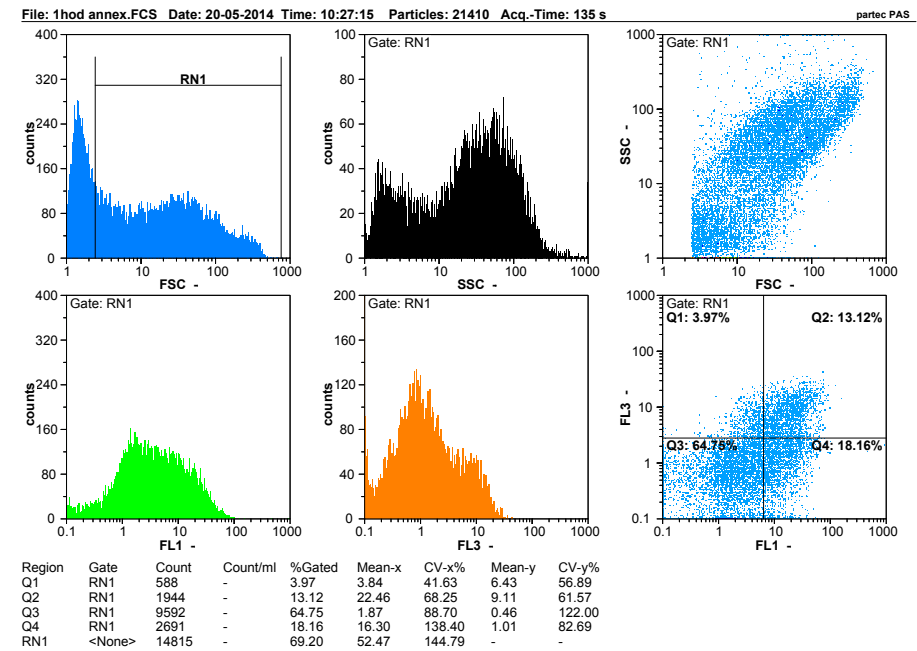 File: 1hod annex.FCS Date: 20-05-2014 Time: 10:27:15 Particles: 21410 Acq.-Time: 135 s partec PAS
400
320
240
160
80
0
counts
RN1
1 10 100 1000
FSC -
100
80
60
40
20
0
counts
Gate: RN1
1 10 100 1000
SSC -
1000
100
10
1
SSC -
Gate: RN1
1 10 100 1000
FSC -
400
320
240
160
80
0
counts
Gate: RN1
0.1 1 10 100 1000
FL1 -
200
160
120
80
40
0
counts
Gate: RN1
0.1 1 10 100 1000
FL3 -
1000
100
10
1
0.1
FL3 -
Gate: RN1
Q1: 3.97% Q2: 13.12%
Q3: 64.75% Q4: 18.16%
0.1 1 10 100 1000
FL1 -
Region Gate Count Count/ml %Gated Mean-x CV-x% Mean-y CV-y%
Q1 RN1 588 - 3.97 3.84 41.63 6.43 56.89
Q2 RN1 1944 - 13.12 22.46 68.25 9.11 61.57
Q3 RN1 9592 - 64.75 1.87 88.70 0.46 122.00
Q4 RN1 2691 - 18.16 16.30 138.40 1.01 82.69
RN1 <None> 14815 - 69.20 52.47 144.79 - -